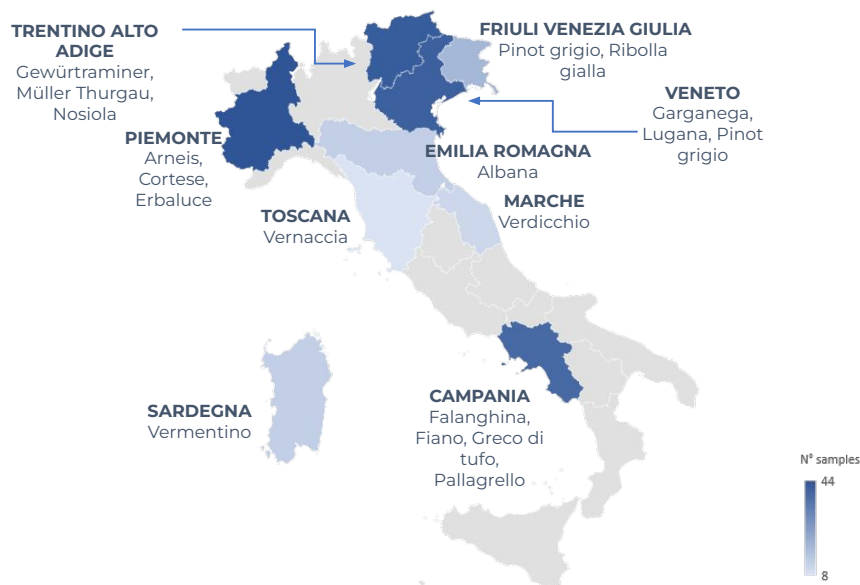 TRENTINO ALTO
ADIGE
Gewürtraminer,
Müller Thurgau,
Nosiola
FRIULI VENEZIA GIULIA
Pinot grigio, Ribolla
gialla
VENETO
Garganega,
Lugana, Pinot
grigio
PIEMONTE
Arneis,
Cortese,
Erbaluce
EMILIA ROMAGNA
Albana
TOSCANA
Vernaccia
MARCHE
Verdicchio
SARDEGNA
Vermentino
CAMPANIA
Falanghina,
Fiano, Greco di
tufo,
Pallagrello
N° samples
44
8